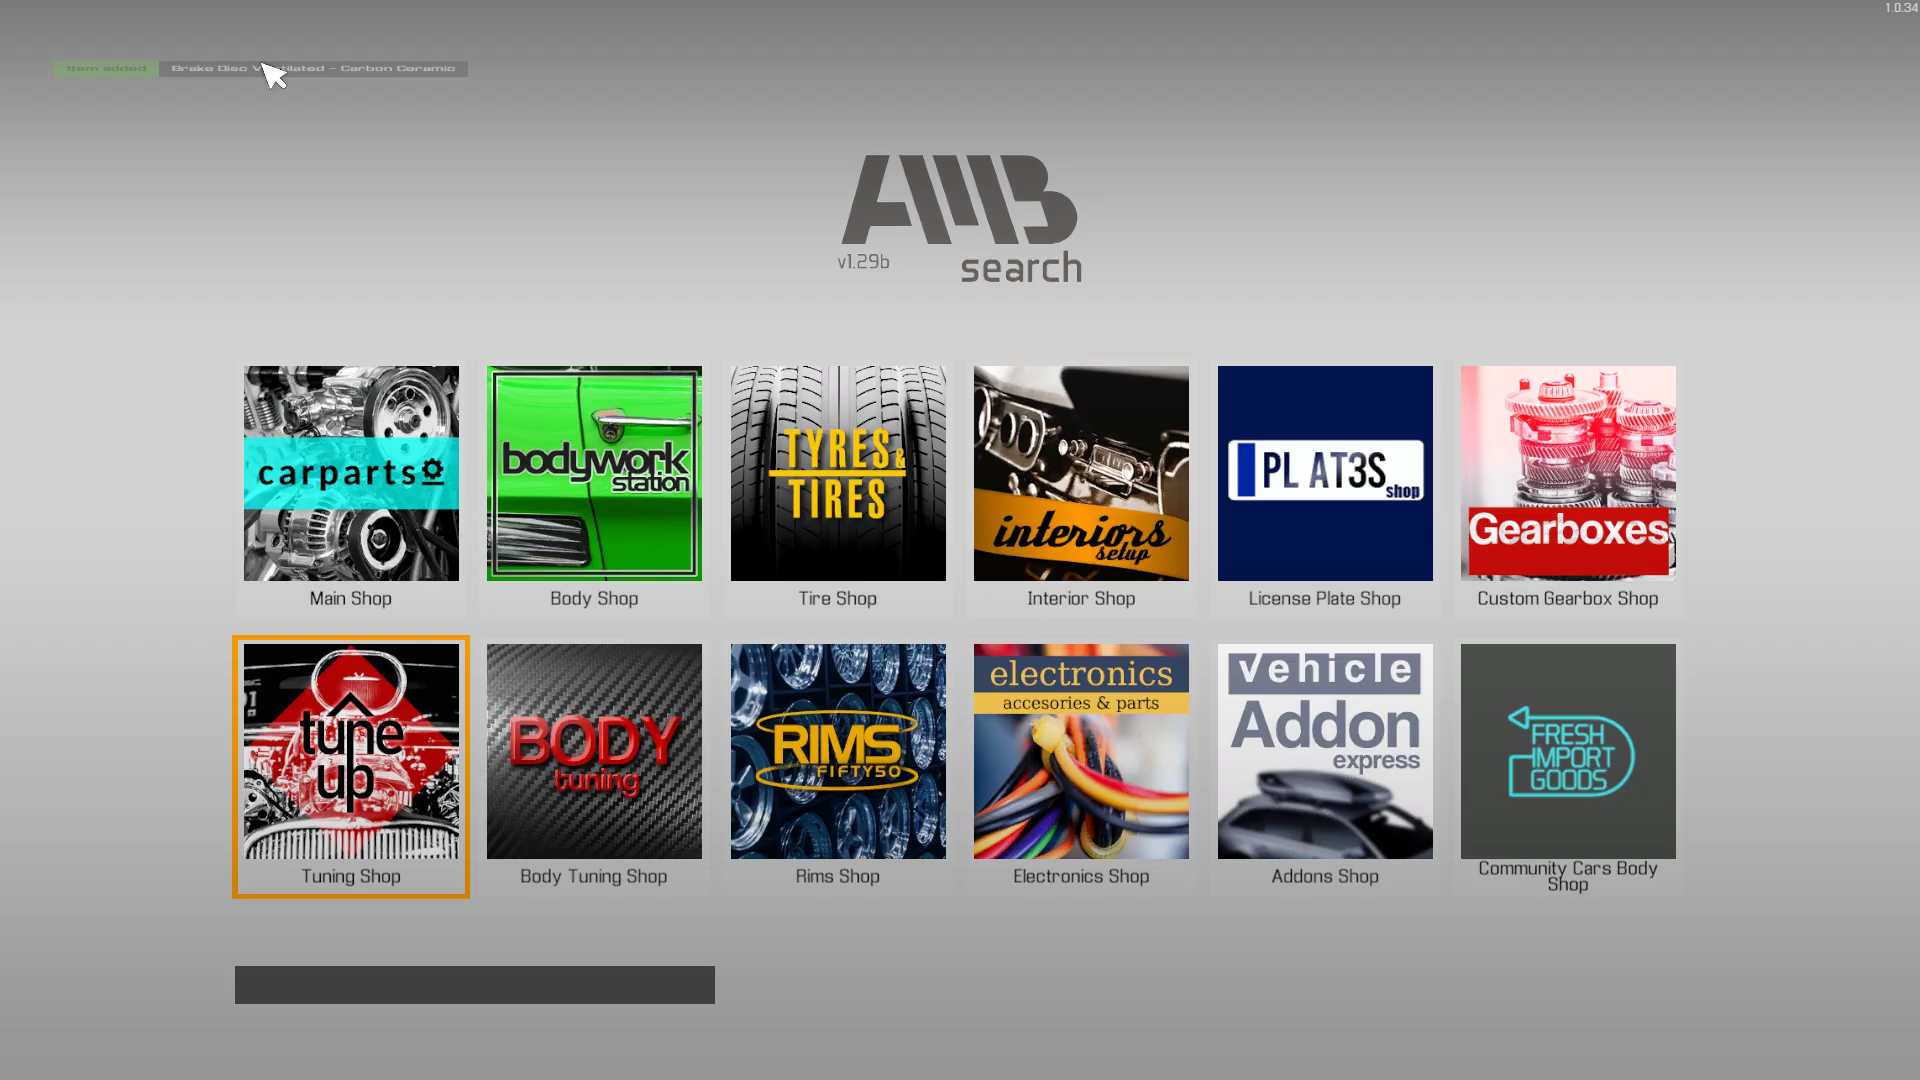 1.0.34
Item added Brake Disc Ventilated - Carbon Ceramic
AMB
v1.29b
search
carparts
Main Shop
bodywork
station
Body Shop
TYRES &
TIRES
Tire Shop
interiors
setup
Interior Shop
PL AT3S
shop
License Plate Shop
Gearboxes
Custom Gearbox Shop
tune
up
Tuning Shop
BODY
tuning
Body Tuning Shop
RIMS
FIFTY50
Rims Shop
electronics
accesories & parts
Electronics Shop
vehicle
Addon
express
Addons Shop
FRESH
IMPORT
GOODS
Community Cars Body
Shop